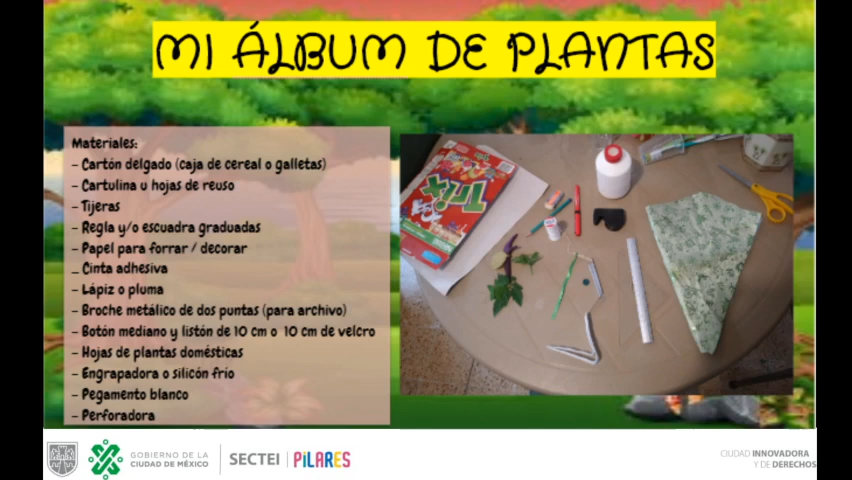 MI ÁLBUM DE PLANTAS
Materiales:
- Cartón delgado (caja de cereal o galletas)
- Cartulina u hojas de reuso
- Tijeras
- Regla y/o escuadra graduadas
- Papel para forrar / decorar
_ Cinta adhesiva
- Lápiz o pluma
- Broche metálico de dos puntas (para archivo)
- Botón mediano y listón de 10 cm o 10 cm de velcro
- Hojas de plantas domésticas
- Engrapadora o silicón frío
- Pegamento blanco
- Perforadora
Trix
GOBIERNO DE LA
CIUDAD DE MÉXICO
SECTEI
PiLARES
CIUDAD INNOVADORA
Y DE DERECHOS